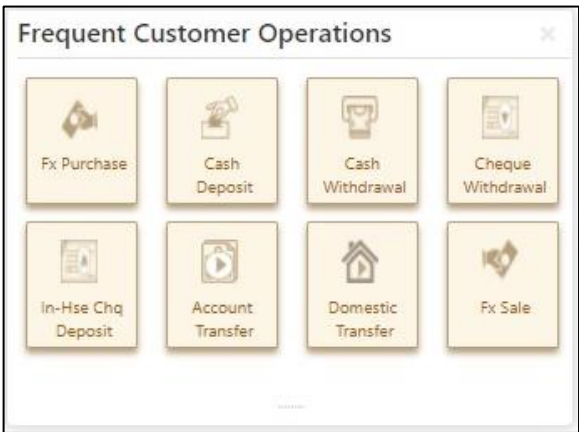 Frequent Customer Operations
Fx Purchase
Cash
Deposit
Cash
Withdrawal
Cheque
Withdrawal
In-Hse Chq
Deposit
Account
Transfer
Domestic
Transfer
Fx Sale